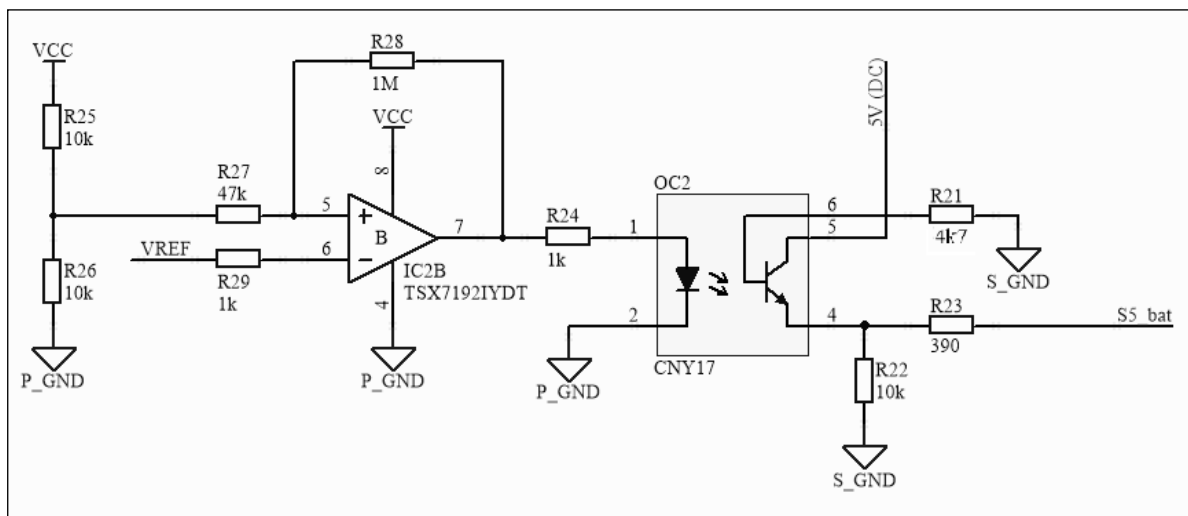 VCC
R25
10k
R26
10k
P_GND
R27
47k
VREF
R29
1k
R28
1M
VCC
8
5
+
B
6
−
7
IC2B
TSX7192IYDT
4
P_GND
R24
1k
OC2
1
2
P_GND
CNY17
6
5
4
5V (DC)
R21
4k7
S_GND
R23
390
S5_bat
R22
10k
S_GND